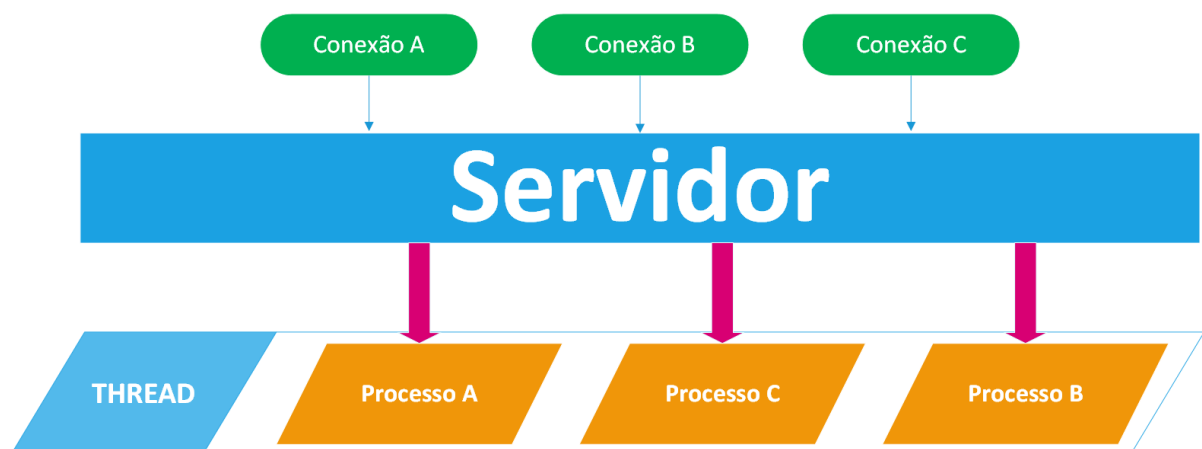 Conexão A
Conexão B
Conexão C
Servidor
THREAD
Processo A
Processo C
Processo B